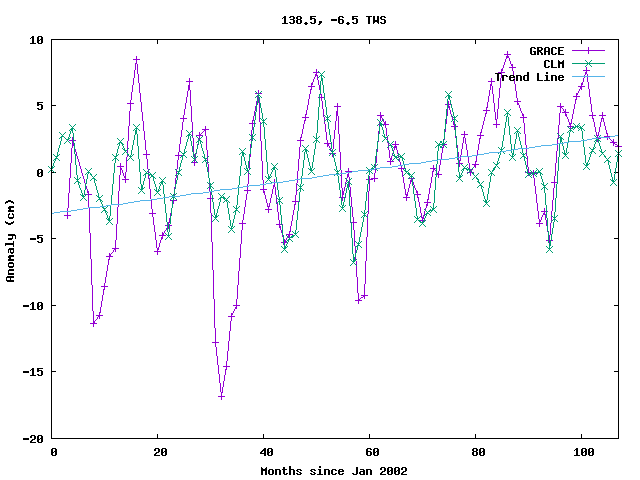 138.5, -6.5 TWS
GRACE
CLM
Trend Line
10
5
0
-5
-10
-15
-20
Anomaly (cm)
0 20 40 60 80 100
Months since Jan 2002